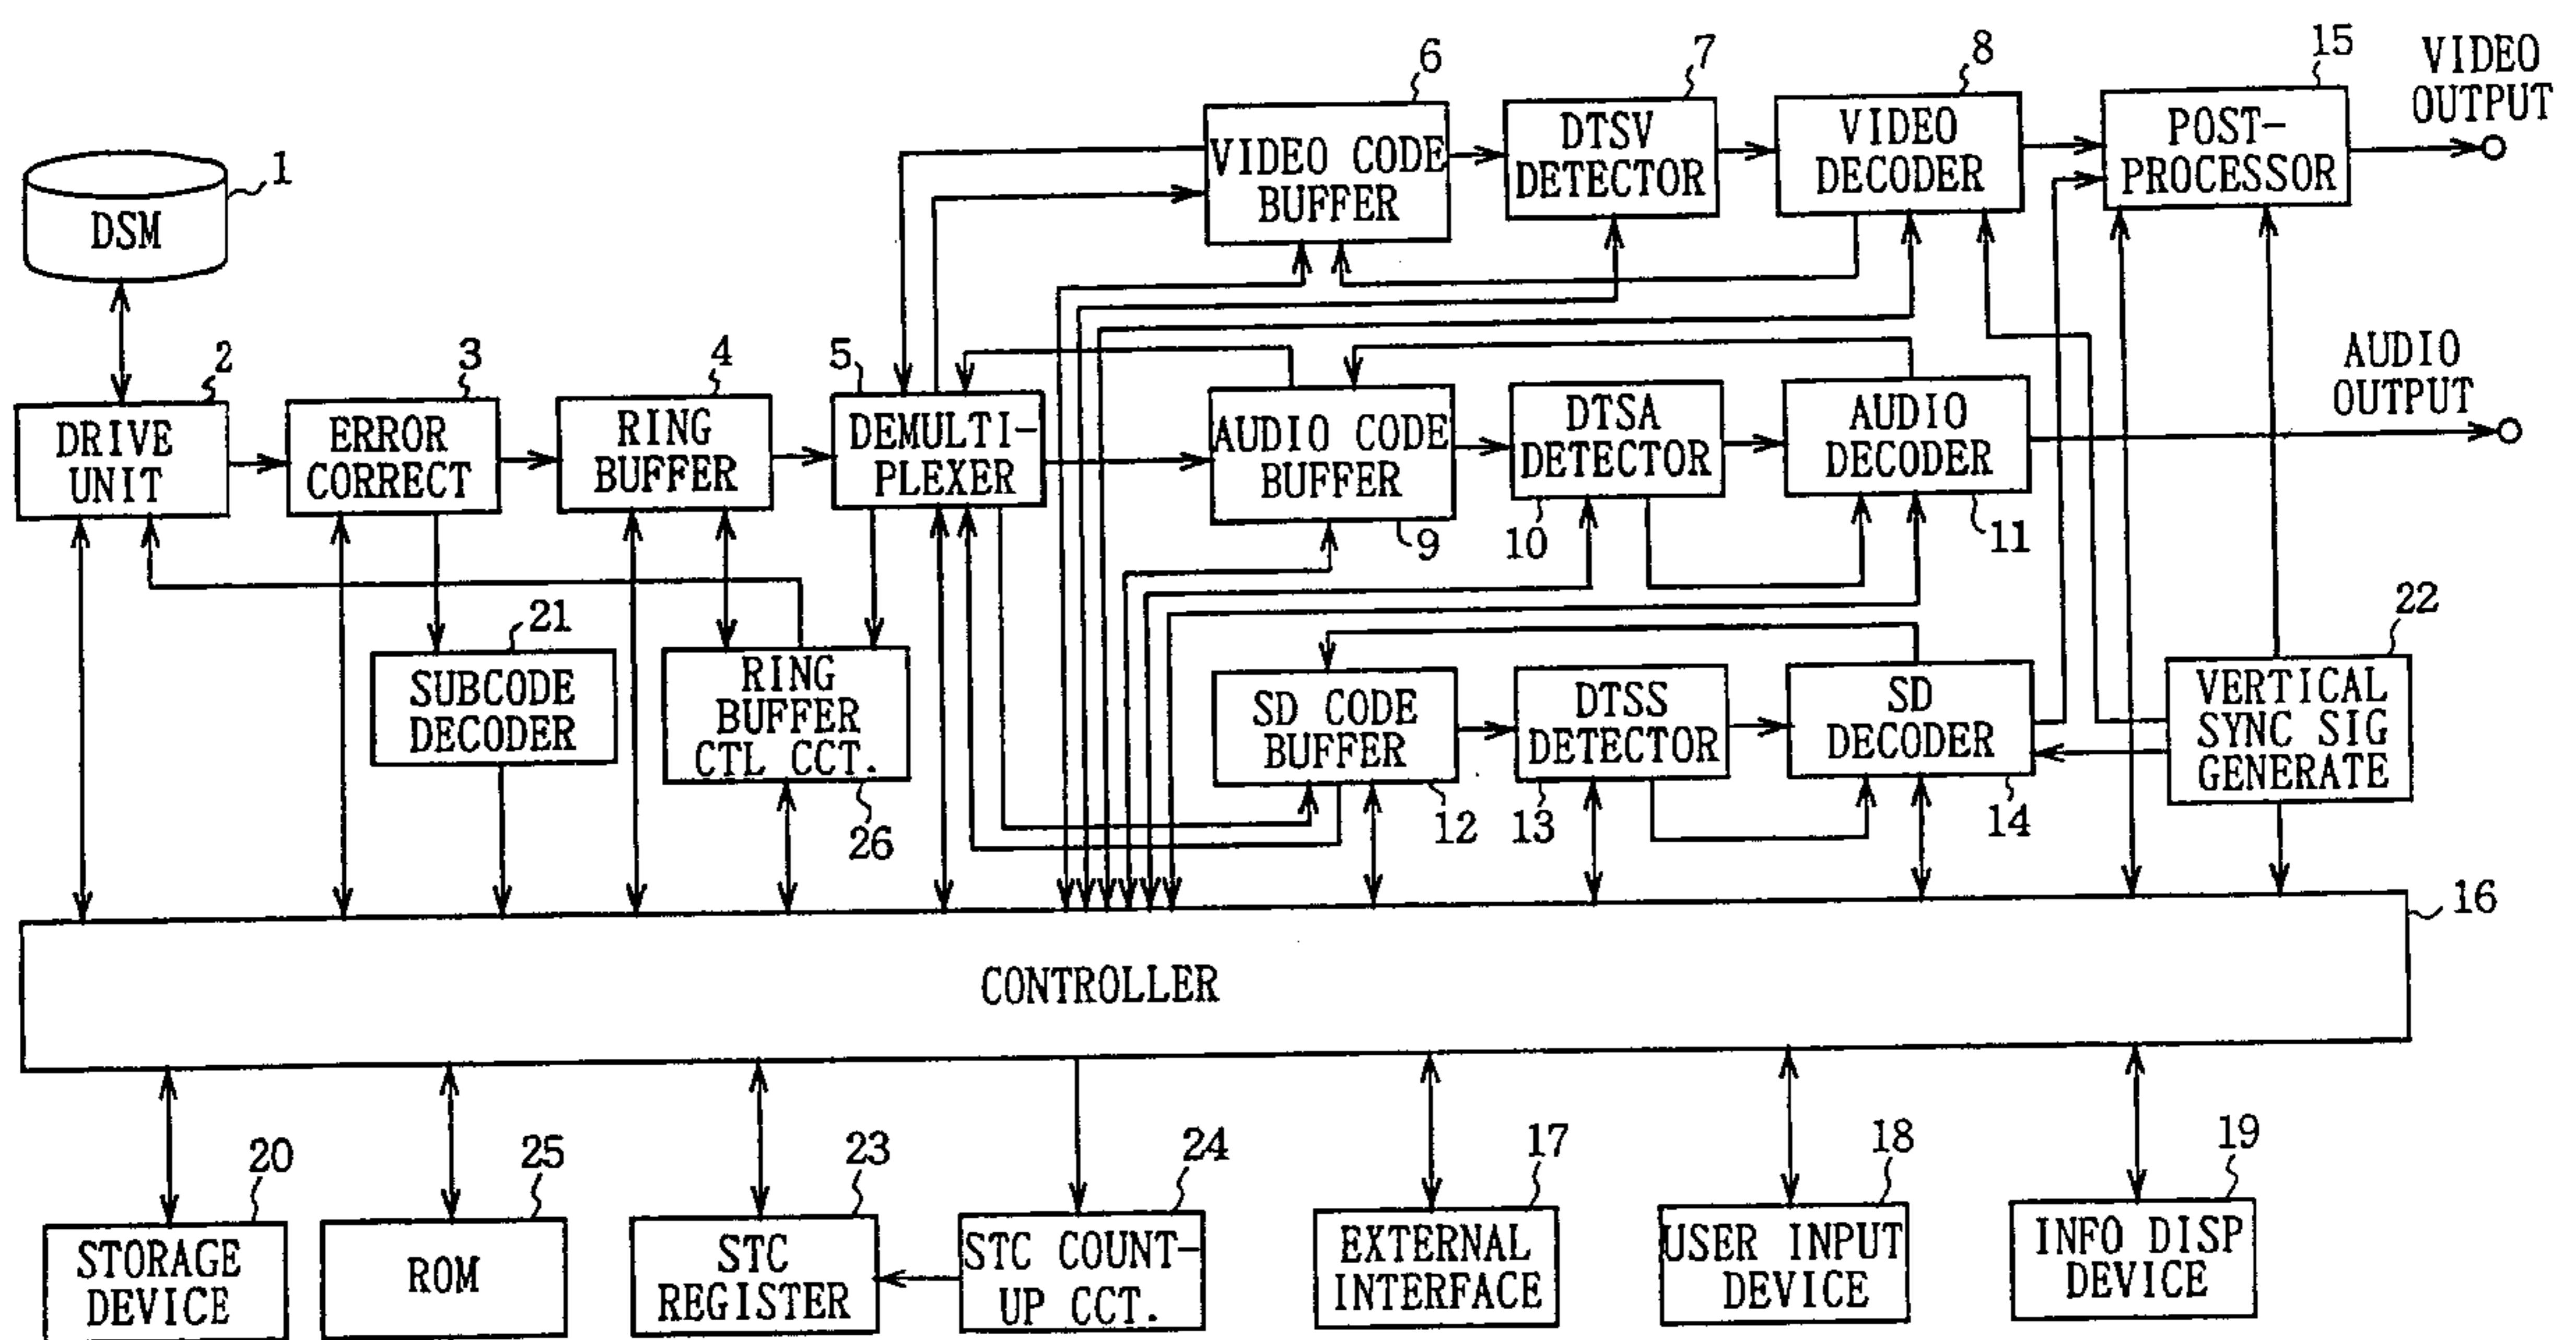 6
7
8
15
VIDEO
OUTPUT
1
DSM
VIDEO CODE
BUFFER
DTSV
DETECTOR
VIDEO
DECODER
POST-
PROCESSOR
2
3
4
5
DRIVE
UNIT
ERROR
CORRECT
RING
BUFFER
DEMULTI-
PLEXER
AUDIO CODE
BUFFER
DTSA
DETECTOR
AUDIO
DECODER
AUDIO
OUTPUT
9
10
11
21
SUBCODE
DECODER
RING
BUFFER
CTL CCT.
26
SD CODE
BUFFER
DTSS
DETECTOR
SD
DECODER
22
VERTICAL
SYNC SIG
GENERATE
12
13
14
16
CONTROLLER
20
25
23
24
17
18
19
STORAGE
DEVICE
ROM
STC
REGISTER
STC COUNT-
UP CCT.
EXTERNAL
INTERFACE
USER INPUT
DEVICE
INFO DISP
DEVICE